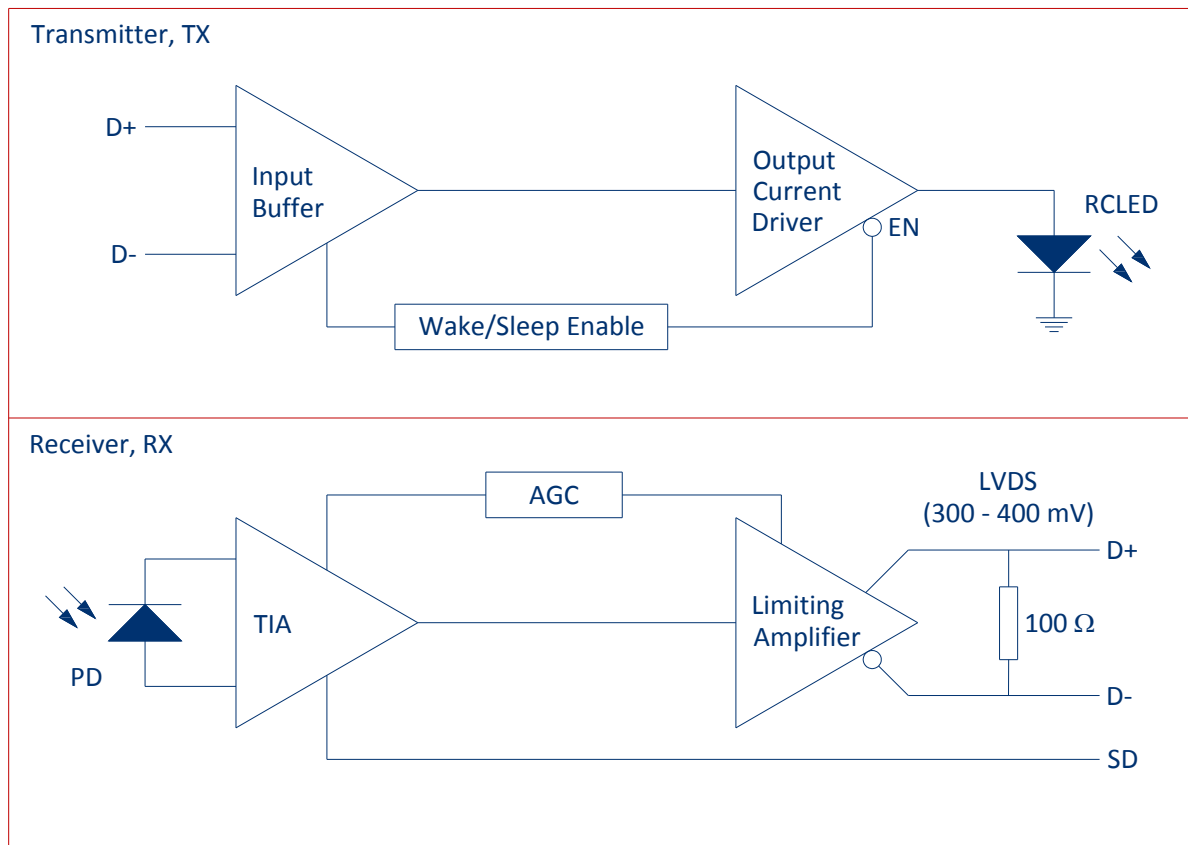 Transmitter, TX
D+
D-
Input
Buffer
Output
Current
Driver
EN
RCLED
Wake/Sleep Enable
Receiver, RX
AGC
LVDS
(300 - 400 mV)
D+
TIA
Limiting
Amplifier
100 Ω
PD
D-
SD